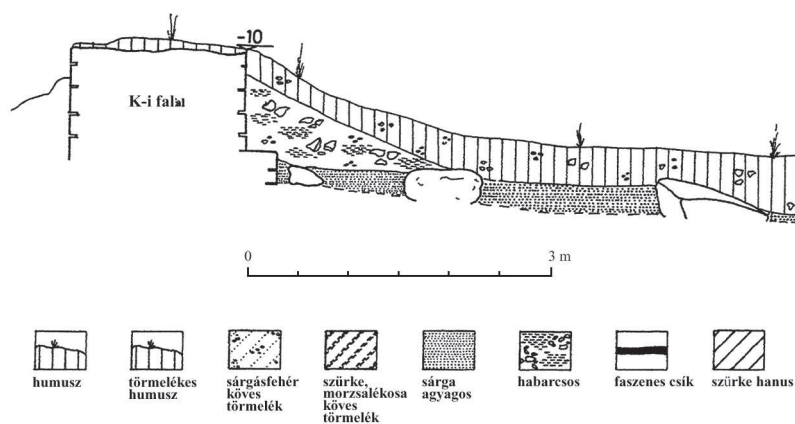 -10
K-i falai
0 3 m
humusz
törmelékes
humusz
sárgásfehér
köves
törmelék
szürke,
morzsalékosa
köves
törmelék
sárga
agyagos
habarcsos
faszenes csík
szürke hanus